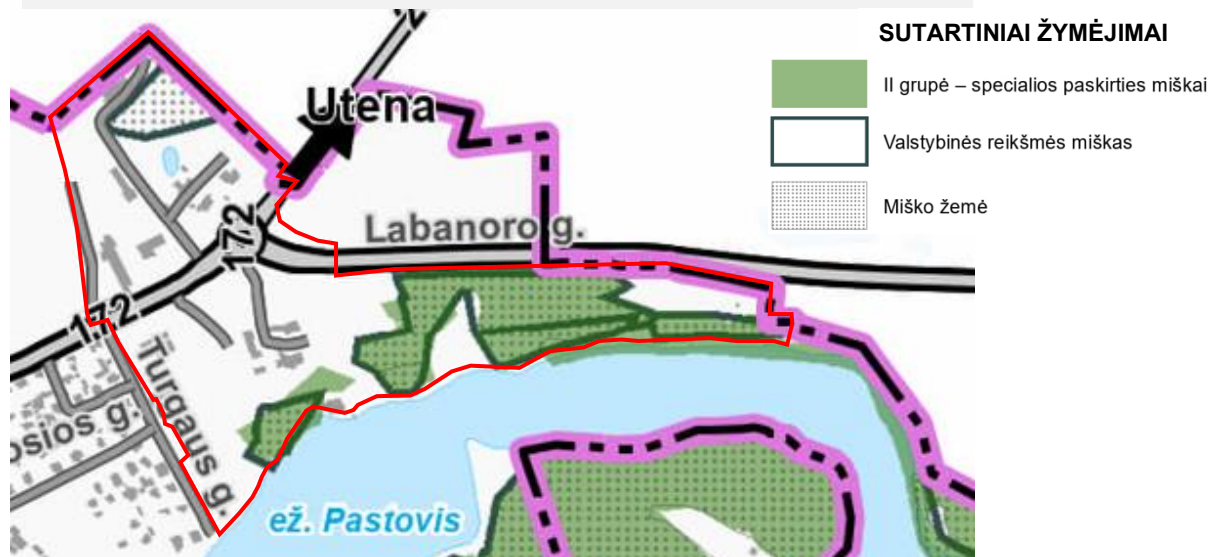 SUTARTINIAI ŽYMĖJIMAI
II grupė – specialios paskirties miškai
Valstybinės reikšmės miškas
Miško žemė
Utena
172
Labanoro g.
172
Turgaus g.
osios g.
ež. Pastovis